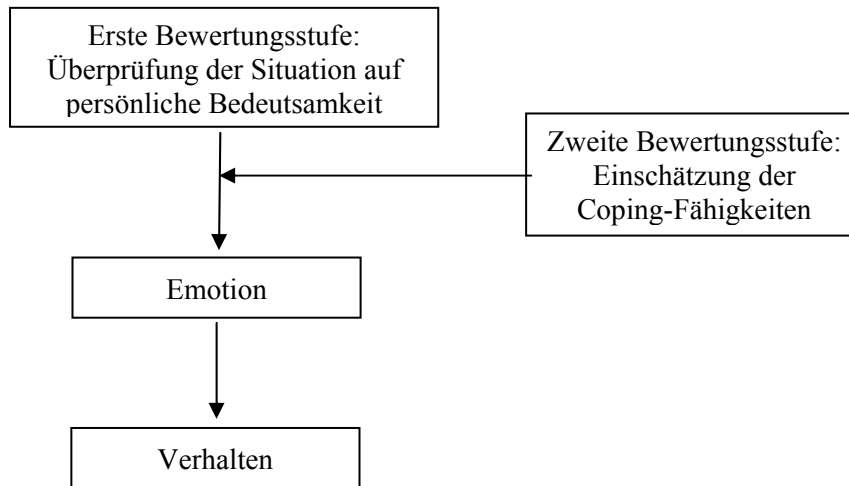 Erste Bewertungsstufe:
Überprüfung der Situation auf
persönliche Bedeutsamkeit
Zweite Bewertungsstufe:
Einschätzung der
Coping-Fähigkeiten
Emotion
Verhalten